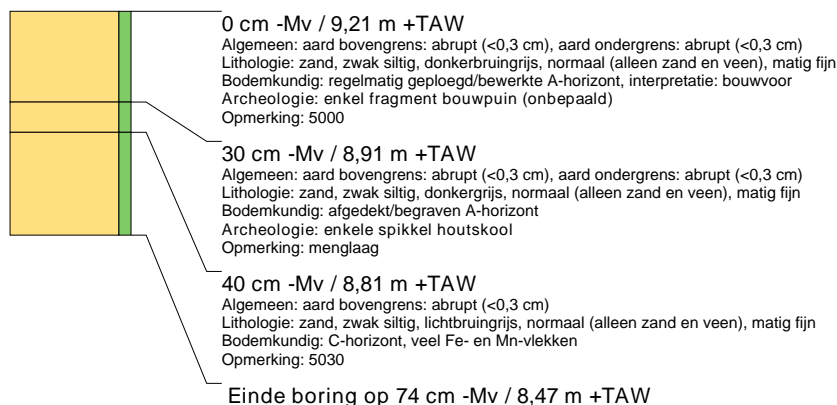 0 cm -Mv / 9,21 m +TAW
Algemeen: aard bovengrens: abrupt (<0,3 cm), aard ondergrens: abrupt (<0,3 cm)
Lithologie: zand, zwak siltig, donkerbruingrijs, normaal (alleen zand en veen), matig fijn
Bodemkundig: regelmatig geploegd/bewerkte A-horizont, interpretatie: bouwvoor
Archeologie: enkel fragment bouwpuin (onbepaald)
Opmerking: 5000
30 cm -Mv / 8,91 m +TAW
Algemeen: aard bovengrens: abrupt (<0,3 cm), aard ondergrens: abrupt (<0,3 cm)
Lithologie: zand, zwak siltig, donkergrijs, normaal (alleen zand en veen), matig fijn
Bodemkundig: afgedekt/begraven A-horizont
Archeologie: enkele spikkel houtskool
Opmerking: menglaag
40 cm -Mv / 8,81 m +TAW
Algemeen: aard bovengrens: abrupt (<0,3 cm)
Lithologie: zand, zwak siltig, lichtbruingrijs, normaal (alleen zand en veen), matig fijn
Bodemkundig: C-horizont, veel Fe- en Mn-vlekken
Opmerking: 5030
Einde boring op 74 cm -Mv / 8,47 m +TAW